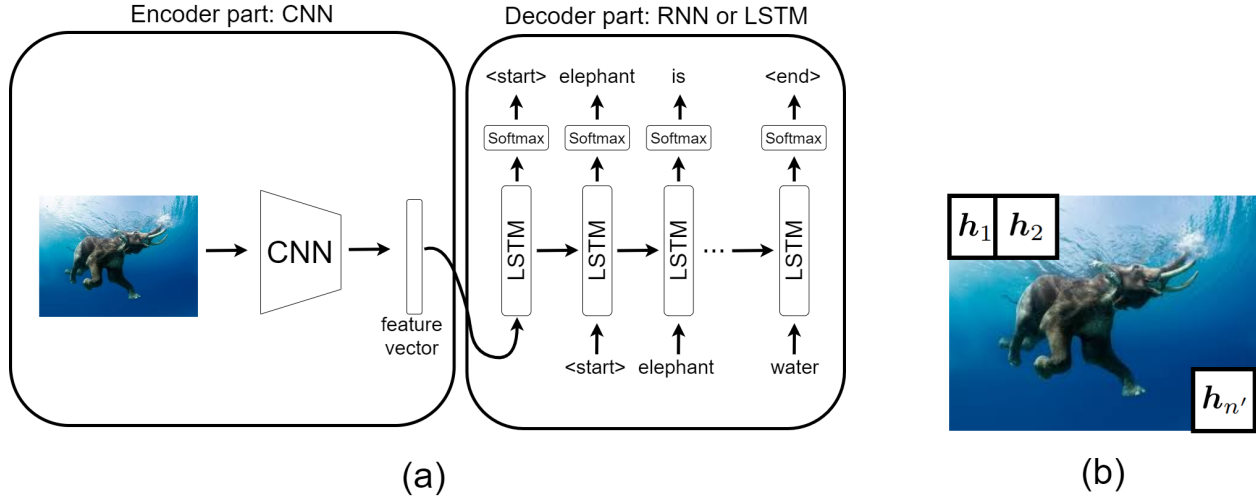 Encoder part: CNN
Decoder part: RNN or LSTM
<start> elephant is <end>
Softmax Softmax Softmax Softmax
CNN
LSTM LSTM LSTM ... LSTM
feature
vector
<start> elephant water
(a)
h1 h2
hn′
(b)